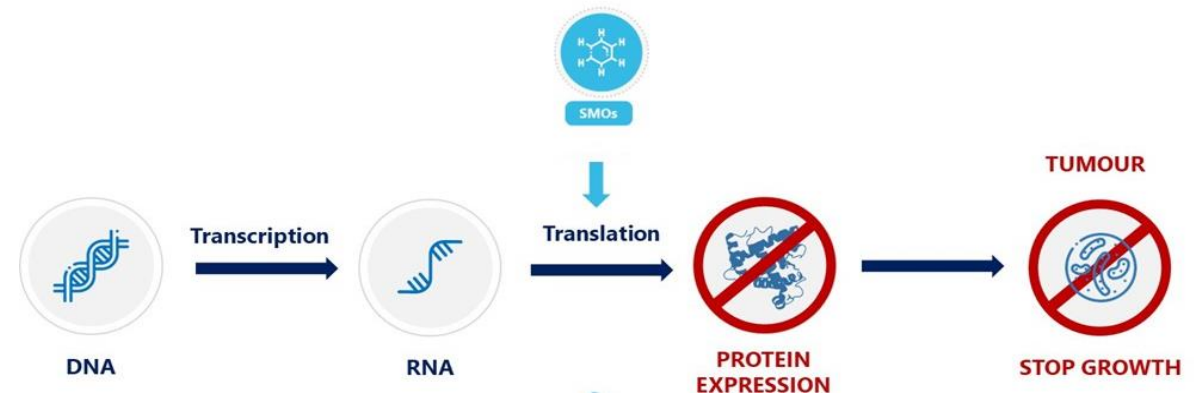 H
H
H
H
H
H
SMOs
TUMOUR
Transcription
Translation
DNA
RNA
PROTEIN
EXPRESSION
STOP GROWTH